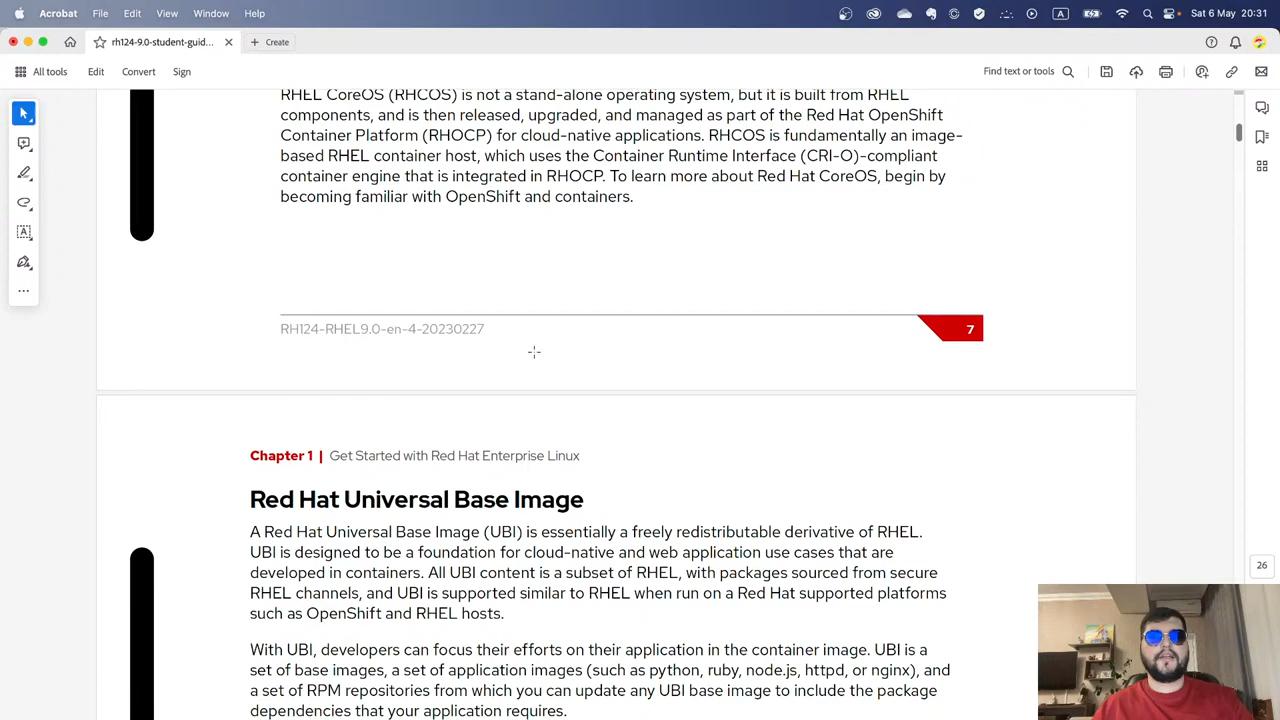 Acrobat File Edit View Window Help
A
Sat 6 May 20:31
rh124-9.0-student-guid...
Create
All tools
Edit
Convert
Sign
Find text or tools
RHEL CoreOS (RHCOS) is not a stand-alone operating system, but it is built from RHEL
components, and is then released, upgraded, and managed as part of the Red Hat OpenShift
Container Platform (RHOCP) for cloud-native applications. RHCOS is fundamentally an image-
based RHEL container host, which uses the Container Runtime Interface (CRI-O)-compliant
container engine that is integrated in RHOCP. To learn more about Red Hat CoreOS, begin by
becoming familiar with OpenShift and containers.
RH124-RHEL9.0-en-4-20230227
7
Chapter 1 | Get Started with Red Hat Enterprise Linux
Red Hat Universal Base Image
A Red Hat Universal Base Image (UBI) is essentially a freely redistributable derivative of RHEL.
UBI is designed to be a foundation for cloud-native and web application use cases that are
developed in containers. All UBI content is a subset of RHEL, with packages sourced from secure
RHEL channels, and UBI is supported similar to RHEL when run on a Red Hat supported platforms
such as OpenShift and RHEL hosts.
26
With UBI, developers can focus their efforts on their application in the container image. UBI is a
set of base images, a set of application images (such as python, ruby, node.js, httpd, or nginx), and
a set of RPM repositories from which you can update any UBI base image to include the package
dependencies that your application requires.